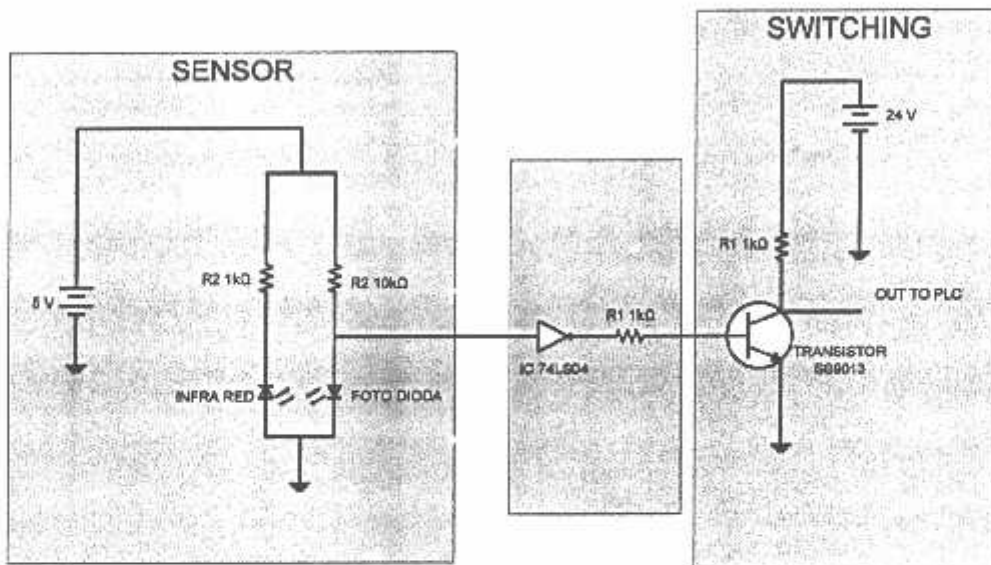 SENSOR
SWITCHING
24 V
R2 1kΩ
R2 10kΩ
R1 1kΩ
5 V
R1 1kΩ
OUT TO PLC
IC 74LS04
TRANSISTOR
INFRA RED
FOTO DIODA